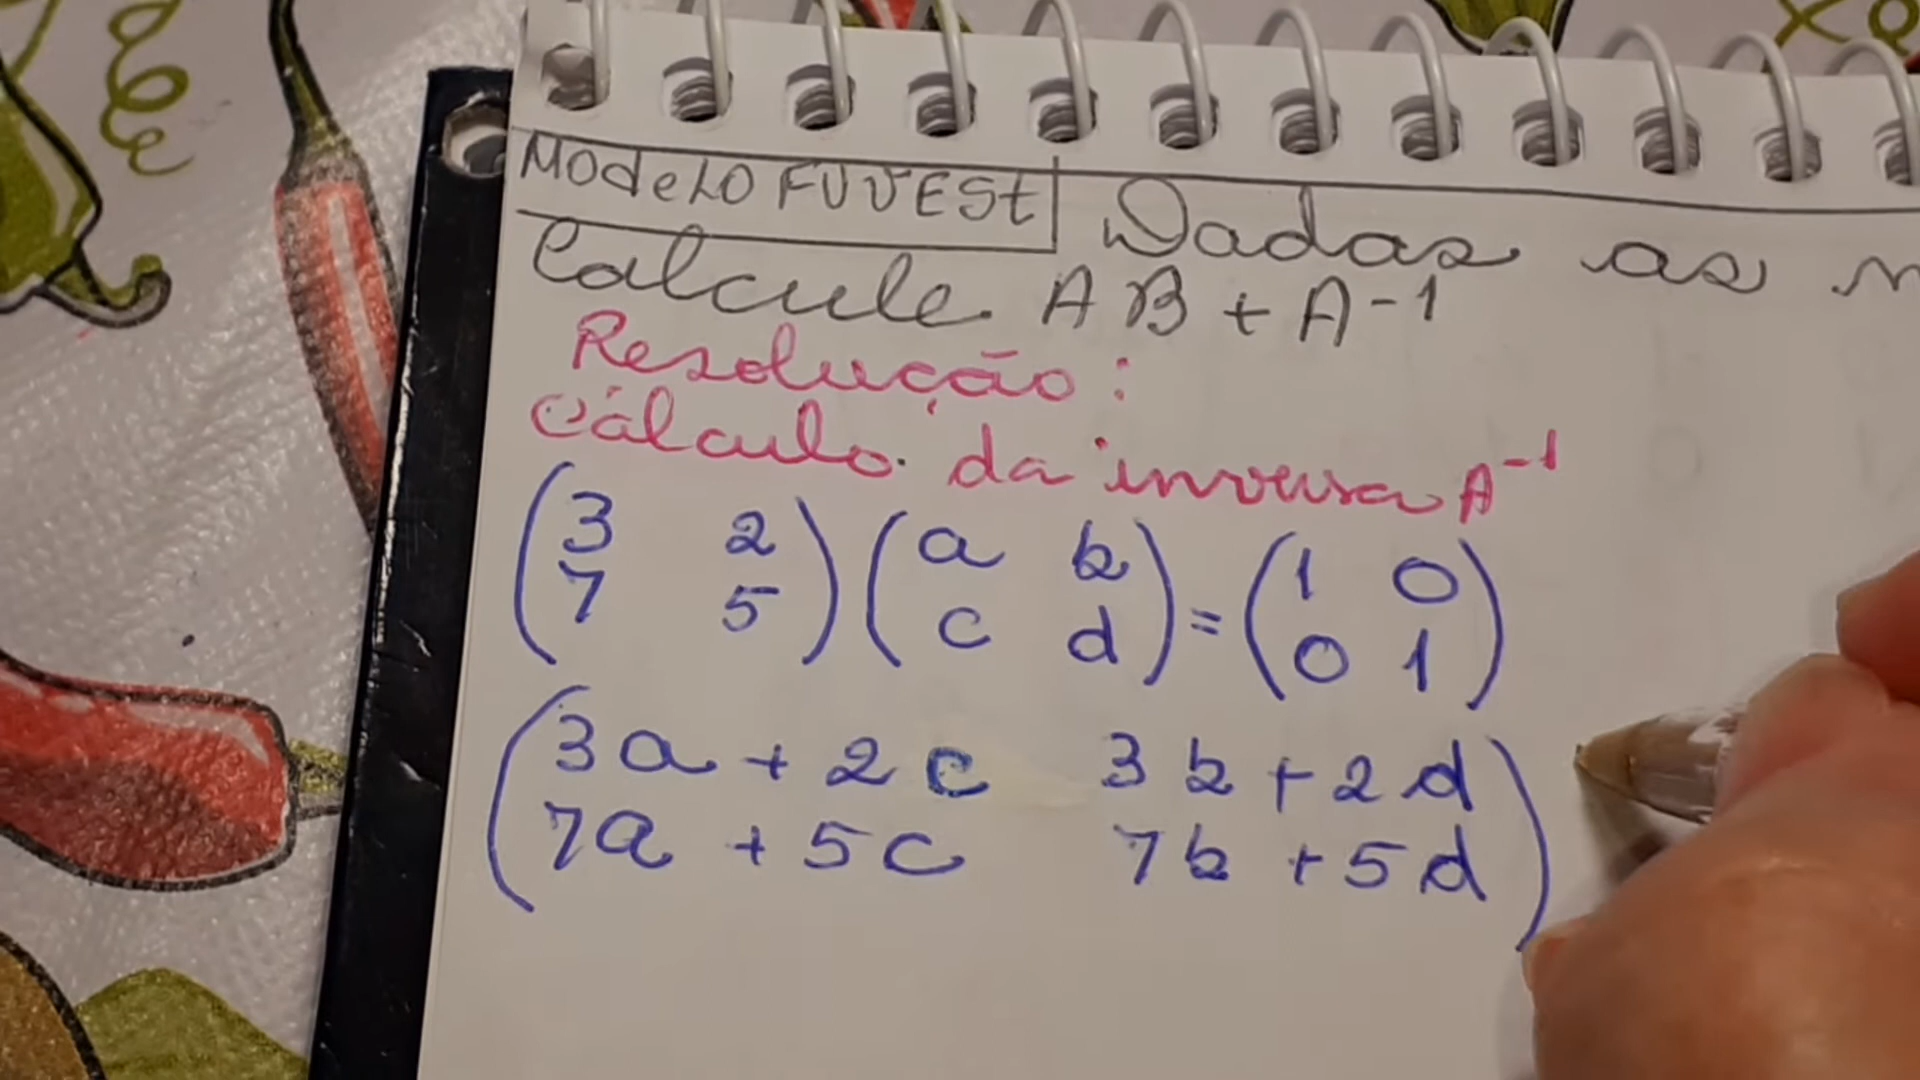 Modelo FUVESt Dadas as
Calcule AB + A-1
Resolução:
Cálculo da inversa A-1
(3 2) (a b) = (1 0)
(7 5) (c d) (0 1)
(3a + 2c 3b + 2d)
(7a + 5c 7b + 5d)